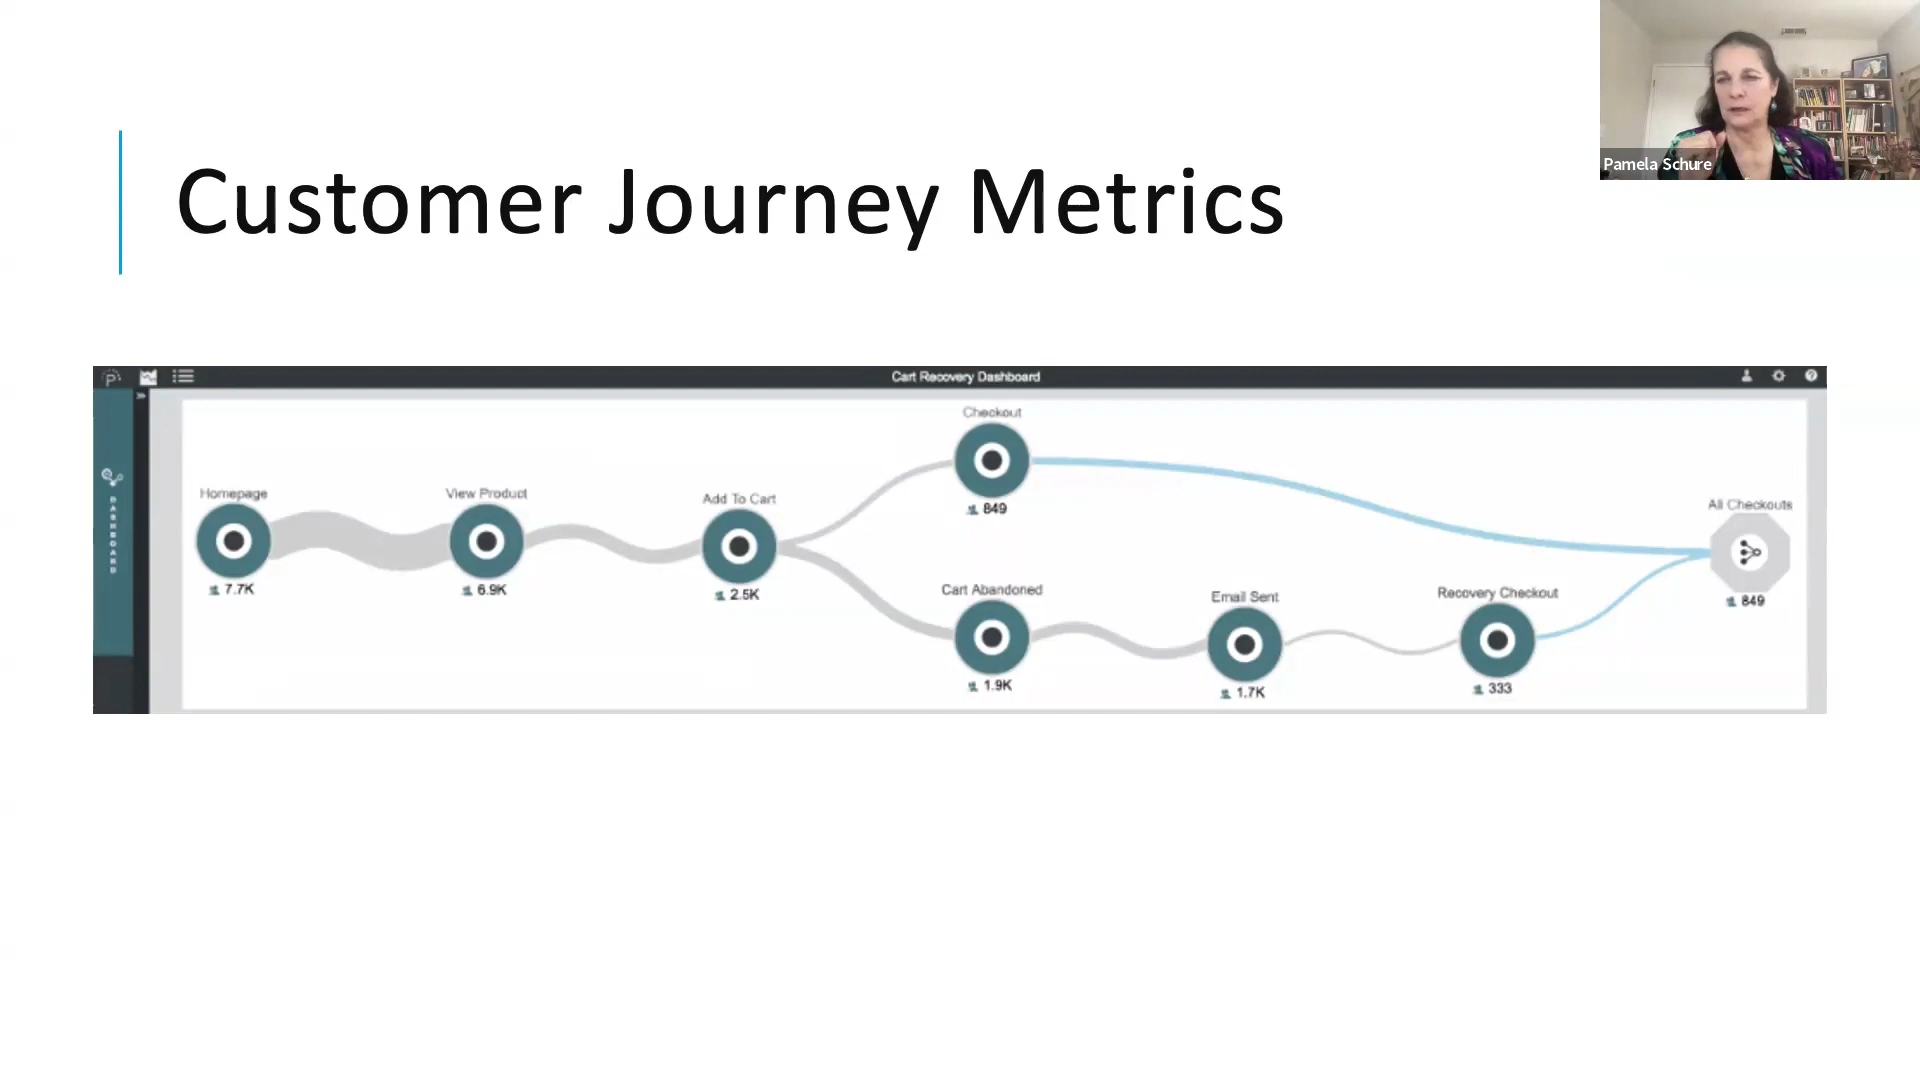 Pamela Schure
Customer Journey Metrics
Cart Recovery Dashboard
DASHBOARD
Homepage
7.7K
View Product
6.9K
Add To Cart
2.5K
Checkout
849
Cart Abandoned
1.9K
Email Sent
1.7K
Recovery Checkout
333
All Checkouts
849